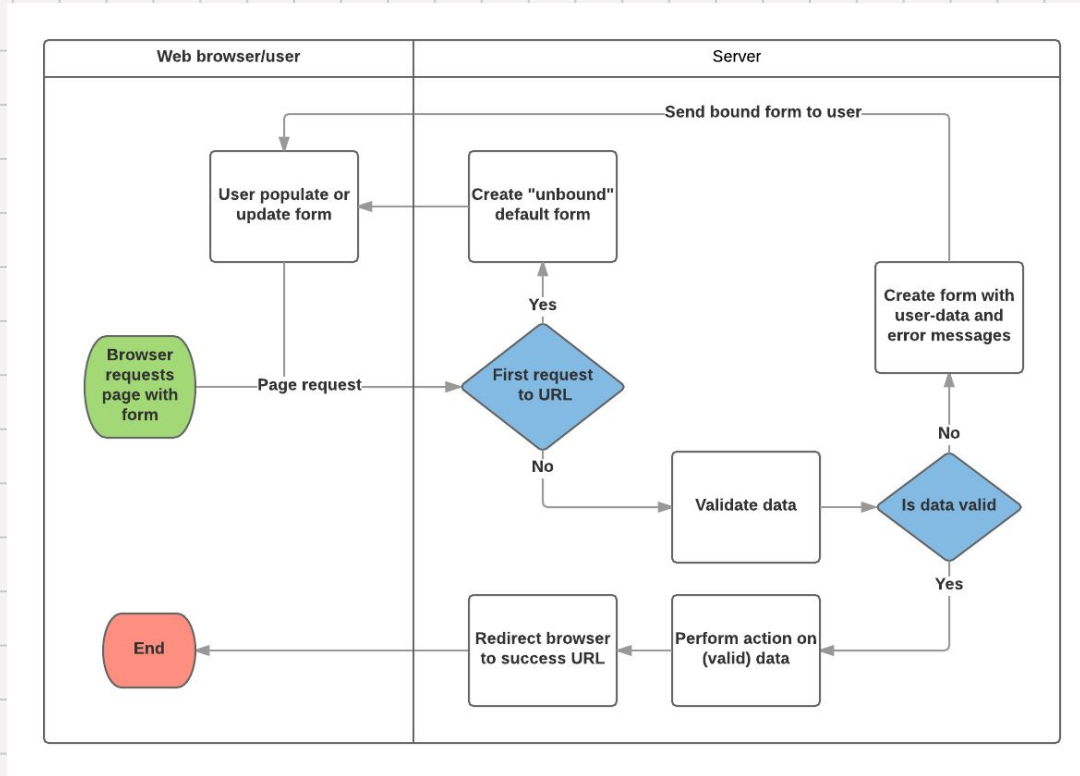 Web browser/user
Server
Send bound form to user
User populate or
update form
Create "unbound"
default form
Yes
Create form with
user-data and
error messages
Browser
requests
page with
form
Page request
First request
to URL
No
No
Validate data
Is data valid
Yes
End
Redirect browser
to success URL
Perform action on
(valid) data